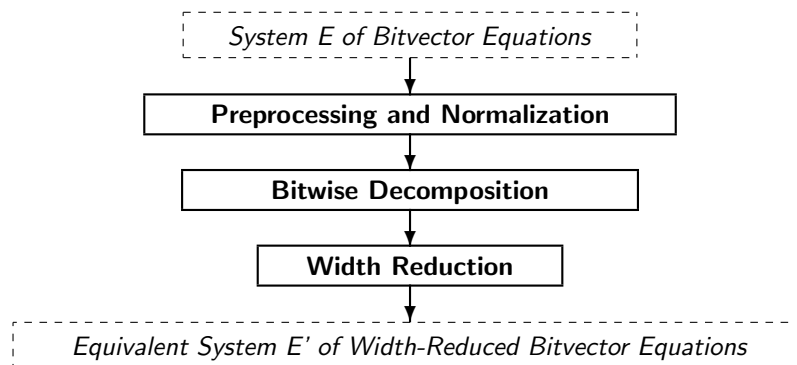 System E of Bitvector Equations
Preprocessing and Normalization
Bitwise Decomposition
Width Reduction
Equivalent System E' of Width-Reduced Bitvector Equations